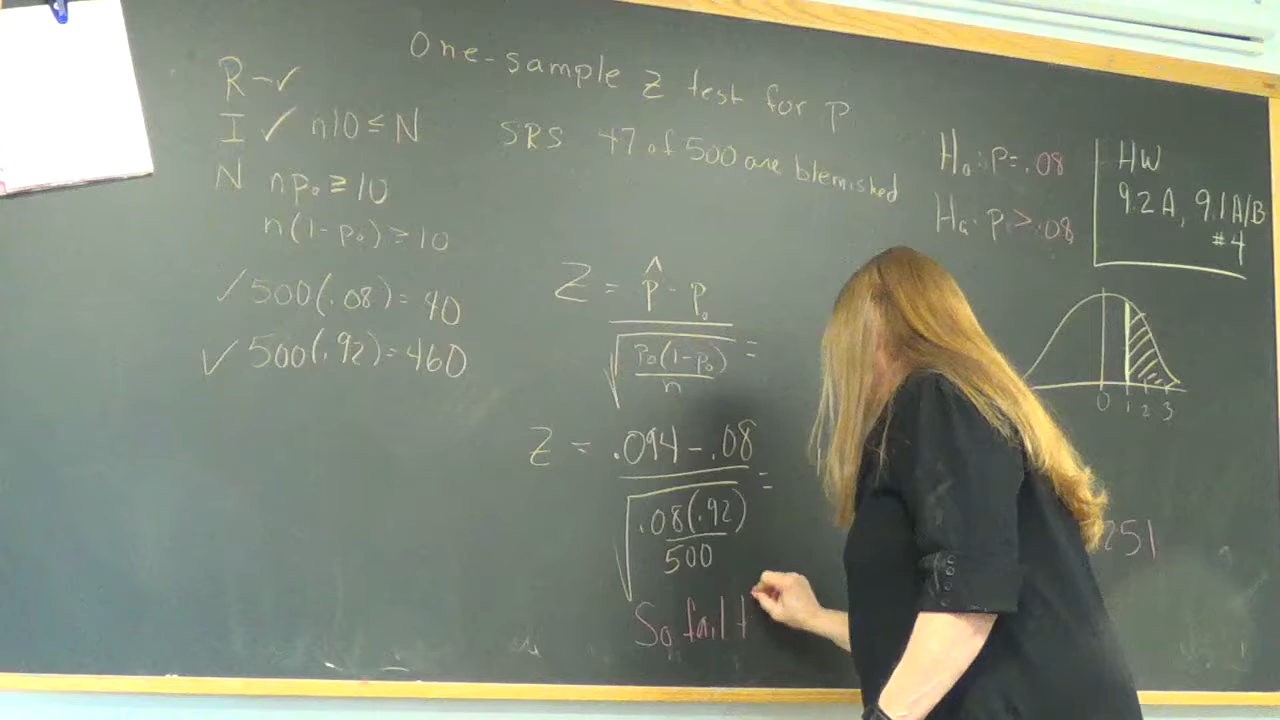 One-sample z test for p
R - ✓
I ✓ n10 ≤ N
N np₀ ≥ 10
n(1-p₀) ≥ 10
✓ 500(.08) = 40
✓ 500(.92) = 460
SRS 47 of 500 are blemished
Z = p̂ - p₀
√ p₀(1-p₀) =
n
Z = .094 - .08
√ .08(.92) =
500
So fail t
H₀: p = .08
Hₐ: p > .08
HW
9.2A, 9.1A/B
#4
0 1 2 3
251